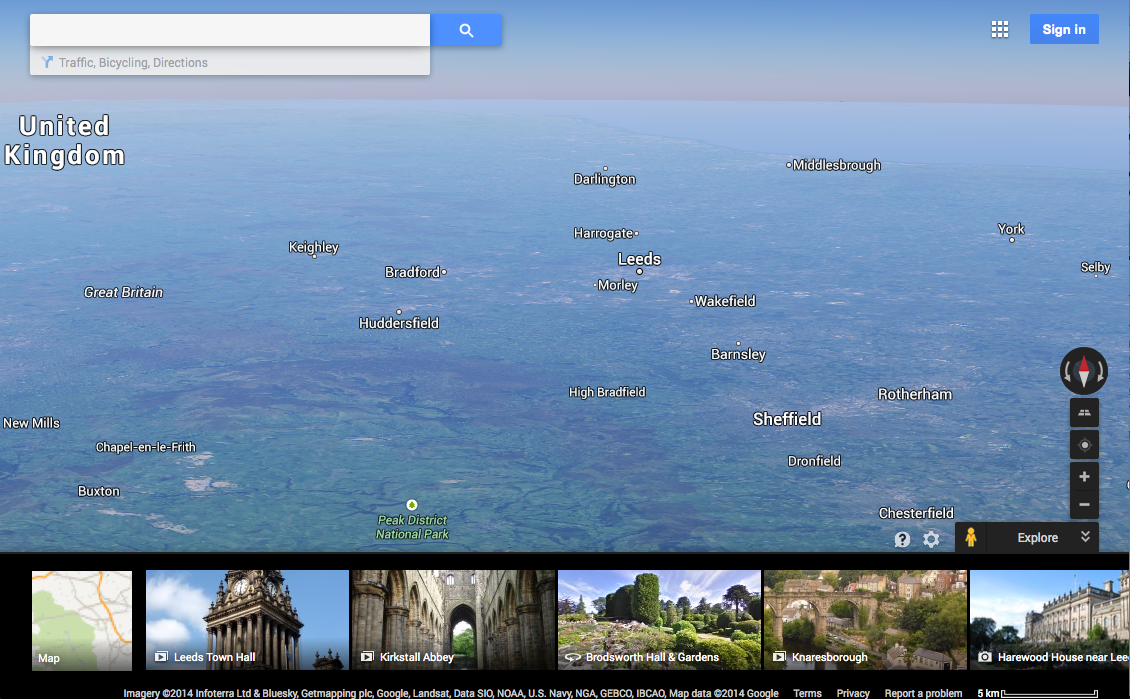 Sign in
Traffic, Bicycling, Directions
United
Kingdom
Middlesbrough
Darlington
York
Harrogate
Keighley
Leeds
Selby
Bradford
Morley
Great Britain
Wakefield
Huddersfield
Barnsley
High Bradfield
Rotherham
Sheffield
New Mills
Chapel-en-le-Frith
Dronfield
Buxton
Chesterfield
Peak District
National Park
?
Explore
Map
Leeds Town Hall
Kirkstall Abbey
Brodsworth Hall & Gardens
Knaresborough
Harewood House near Lee
Imagery ©2014 Infoterra Ltd & Bluesky, Getmapping plc, Google, Landsat, Data SIO, NOAA, U.S. Navy, NGA, GEBCO, IBCAO, Map data ©2014 Google Terms Privacy Report a problem 5 km